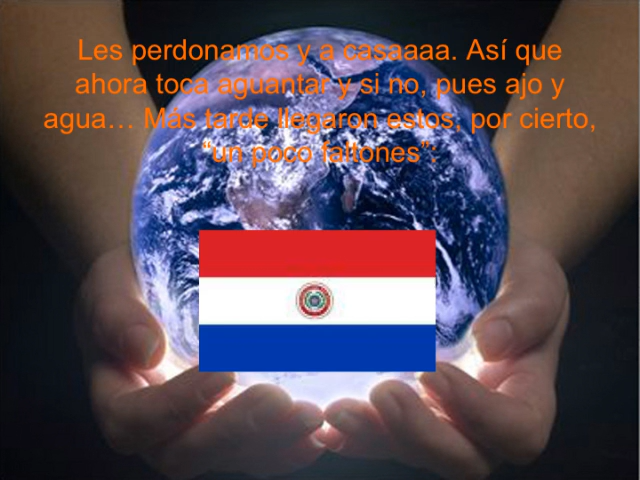 Les perdonamos y a casaaaa. Así que
ahora toca aguantar y si no, pues ajo y
agua… Más tarde llegaron estos, por cierto,
“un poco faltones”: